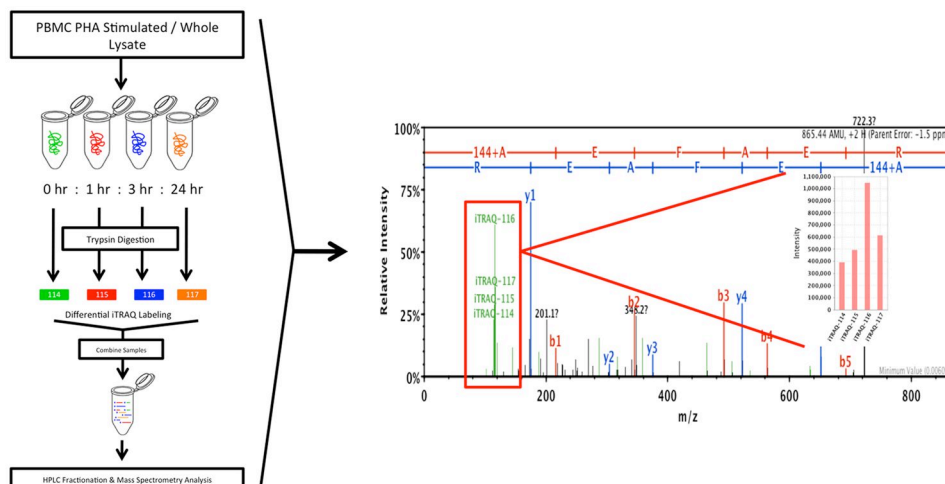 PBMC PHA Stimulated / Whole
Lysate
0 hr : 1 hr : 3 hr : 24 hr
Trypsin Digestion
114 115 116 117
Differential iTRAQ Labeling
Combine Samples
HPLC Fractionation & Mass Spectrometry Analysis
722.3?
865.44 AMU, +2 H (Parent Error: -1.5 ppm
100%
75%
50%
25%
0%
Relative Intensity
144+A E F A E R
R E A F E 144+A
y1
iTRAQ-116
iTRAQ-117
iTRAQ-115
iTRAQ-114
201.1?
b1
y2
b2
345.2?
y3
b3
y4
b4
b5
Minimum Value (0.0060
0 200 400 600 800
m/z
1,100,000
1,000,000
900,000
800,000
700,000
600,000
500,000
400,000
300,000
200,000
100,000
0
Intensity
iTRAQ-114
iTRAQ-115
iTRAQ-116
iTRAQ-117